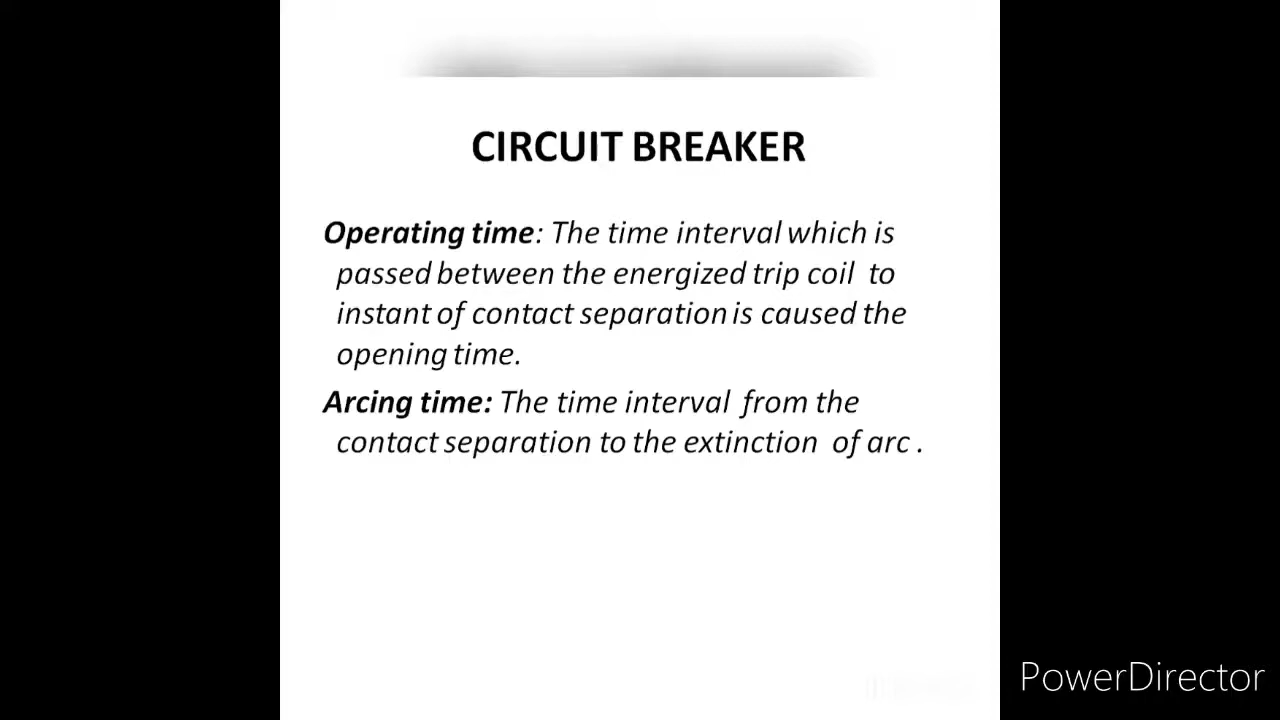 CIRCUIT BREAKER
Operating time: The time interval which is
passed between the energized trip coil to
instant of contact separation is caused the
opening time.
Arcing time: The time interval from the
contact separation to the extinction of arc .
PowerDirector